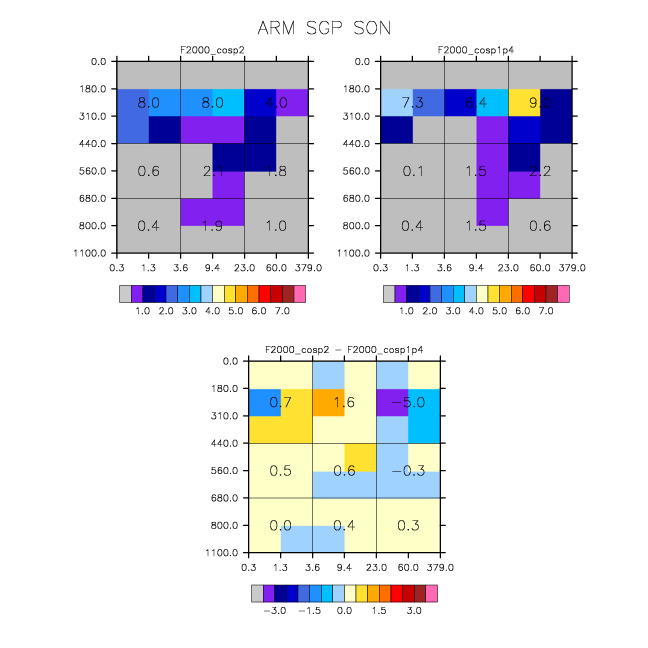 ARM SGP SON
F2000_cosp2
F2000_cosp1p4
0.0
180.0
310.0
440.0
560.0
680.0
800.0
1100.0
8.0 8.0 4.0
0.6 2.1 1.8
0.4 1.9 1.0
0.3 1.3 3.6 9.4 23.0 60.0 379.0
1.0 2.0 3.0 4.0 5.0 6.0 7.0
0.0
180.0
310.0
440.0
560.0
680.0
800.0
1100.0
7.3 6.4 9.0
0.1 1.5 2.2
0.4 1.5 0.6
0.3 1.3 3.6 9.4 23.0 60.0 379.0
1.0 2.0 3.0 4.0 5.0 6.0 7.0
F2000_cosp2 − F2000_cosp1p4
0.0
180.0
310.0
440.0
560.0
680.0
800.0
1100.0
0.7 1.6 −5.0
0.5 0.6 −0.3
0.0 0.4 0.3
0.3 1.3 3.6 9.4 23.0 60.0 379.0
−3.0 −1.5 0.0 1.5 3.0